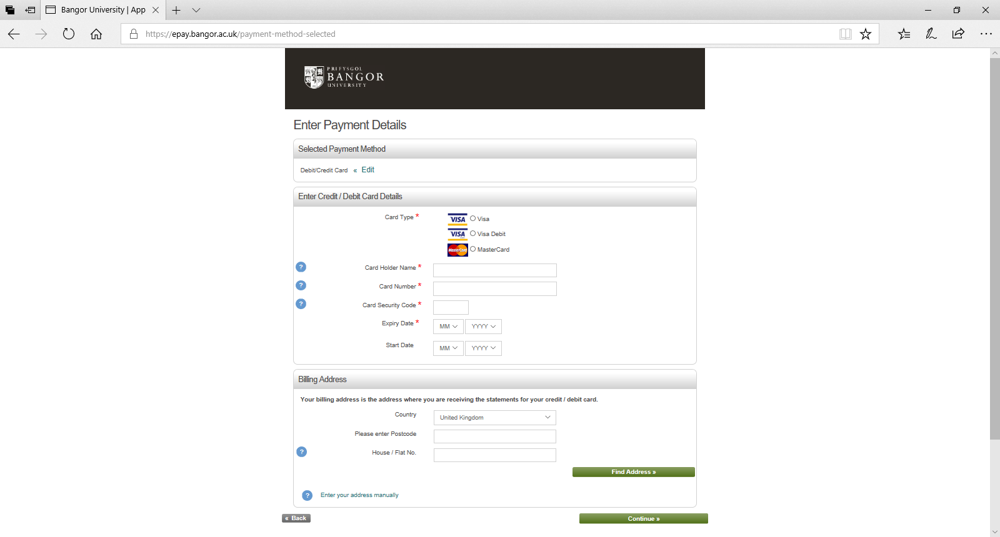 Bangor University | App
https://epay.bangor.ac.uk/payment-method-selected
PRIFYSGOL
BANGOR
UNIVERSITY
Enter Payment Details
Selected Payment Method
Debit/Credit Card « Edit
Enter Credit / Debit Card Details
Card Type *
VISA Visa
VISA Visa Debit
MasterCard MasterCard
? Card Holder Name *
? Card Number *
? Card Security Code *
Expiry Date * MM YYYY
Start Date MM YYYY
Billing Address
Your billing address is the address where you are receiving the statements for your credit / debit card.
Country United Kingdom
Please enter Postcode
? House / Flat No.
Find Address »
? Enter your address manually
« Back
Continue »